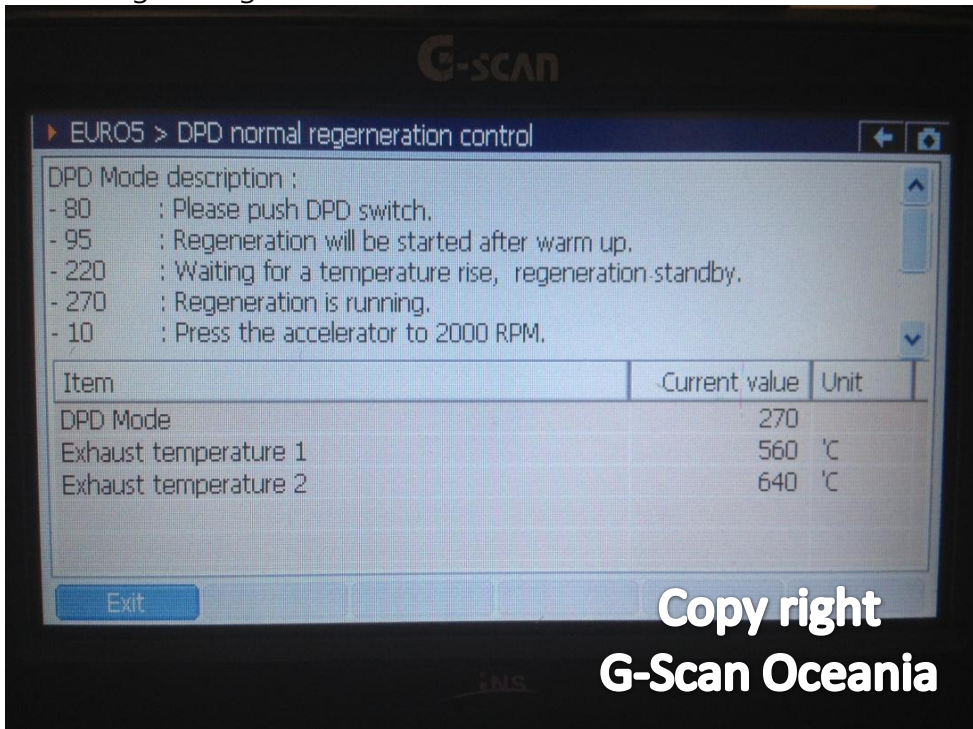 G-scan
EURO5 > DPD normal regerneration control
DPD Mode description :
- 80 : Please push DPD switch.
- 95 : Regeneration will be started after warm up.
- 220 : Waiting for a temperature rise, regeneration standby.
- 270 : Regeneration is running.
- 10 : Press the accelerator to 2000 RPM.
Item Current value Unit
DPD Mode 270
Exhaust temperature 1 560 °C
Exhaust temperature 2 640 °C
Exit
Copy right
G-Scan Oceania
iNS